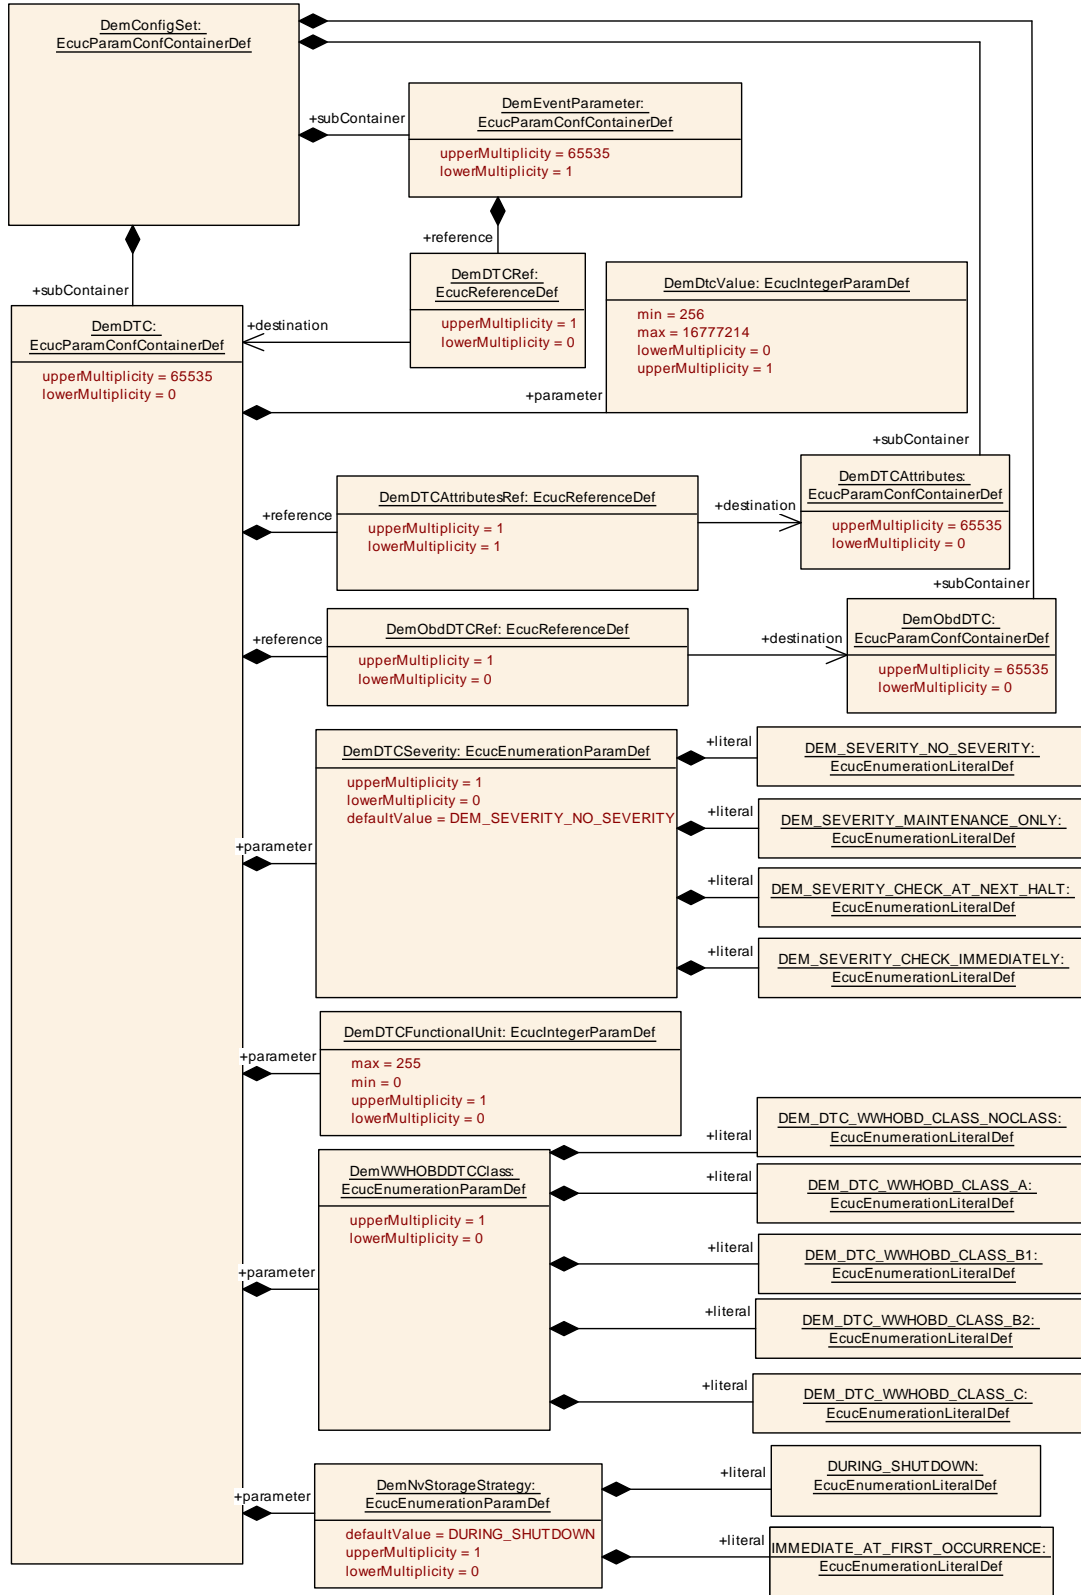 DemConfigSet:
EcucParamConfContainerDef
DemEventParameter:
EcucParamConfContainerDef
+subContainer
upperMultiplicity = 65535
lowerMultiplicity = 1
+reference
DemDTCRef:
EcucReferenceDef
upperMultiplicity = 1
lowerMultiplicity = 0
DemDtcValue: EcucIntegerParamDef
min = 256
max = 16777214
lowerMultiplicity = 0
upperMultiplicity = 1
+subContainer
+destination
DemDTC:
EcucParamConfContainerDef
upperMultiplicity = 65535
lowerMultiplicity = 0
+parameter
+subContainer
DemDTCAttributes:
EcucParamConfContainerDef
upperMultiplicity = 65535
lowerMultiplicity = 0
DemDTCAttributesRef: EcucReferenceDef
upperMultiplicity = 1
lowerMultiplicity = 1
+reference
+destination
+subContainer
DemObdDTC:
EcucParamConfContainerDef
upperMultiplicity = 65535
lowerMultiplicity = 0
DemObdDTCRef: EcucReferenceDef
upperMultiplicity = 1
lowerMultiplicity = 0
+reference
+destination
DemDTCSeverity: EcucEnumerationParamDef
upperMultiplicity = 1
lowerMultiplicity = 0
defaultValue = DEM_SEVERITY_NO_SEVERITY
+parameter
+literal
DEM_SEVERITY_NO_SEVERITY:
EcucEnumerationLiteralDef
+literal
DEM_SEVERITY_MAINTENANCE_ONLY:
EcucEnumerationLiteralDef
+literal
DEM_SEVERITY_CHECK_AT_NEXT_HALT:
EcucEnumerationLiteralDef
+literal
DEM_SEVERITY_CHECK_IMMEDIATELY:
EcucEnumerationLiteralDef
DemDTCFunctionalUnit: EcucIntegerParamDef
max = 255
min = 0
upperMultiplicity = 1
lowerMultiplicity = 0
+parameter
DemWWHOBDDTCClass:
EcucEnumerationParamDef
upperMultiplicity = 1
lowerMultiplicity = 0
+parameter
+literal
DEM_DTC_WWHOBD_CLASS_NOCLASS:
EcucEnumerationLiteralDef
+literal
DEM_DTC_WWHOBD_CLASS_A:
EcucEnumerationLiteralDef
+literal
DEM_DTC_WWHOBD_CLASS_B1:
EcucEnumerationLiteralDef
+literal
DEM_DTC_WWHOBD_CLASS_B2:
EcucEnumerationLiteralDef
+literal
DEM_DTC_WWHOBD_CLASS_C:
EcucEnumerationLiteralDef
DemNvStorageStrategy:
EcucEnumerationParamDef
defaultValue = DURING_SHUTDOWN
upperMultiplicity = 1
lowerMultiplicity = 0
+parameter
+literal
DURING_SHUTDOWN:
EcucEnumerationLiteralDef
+literal
IMMEDIATE_AT_FIRST_OCCURRENCE:
EcucEnumerationLiteralDef